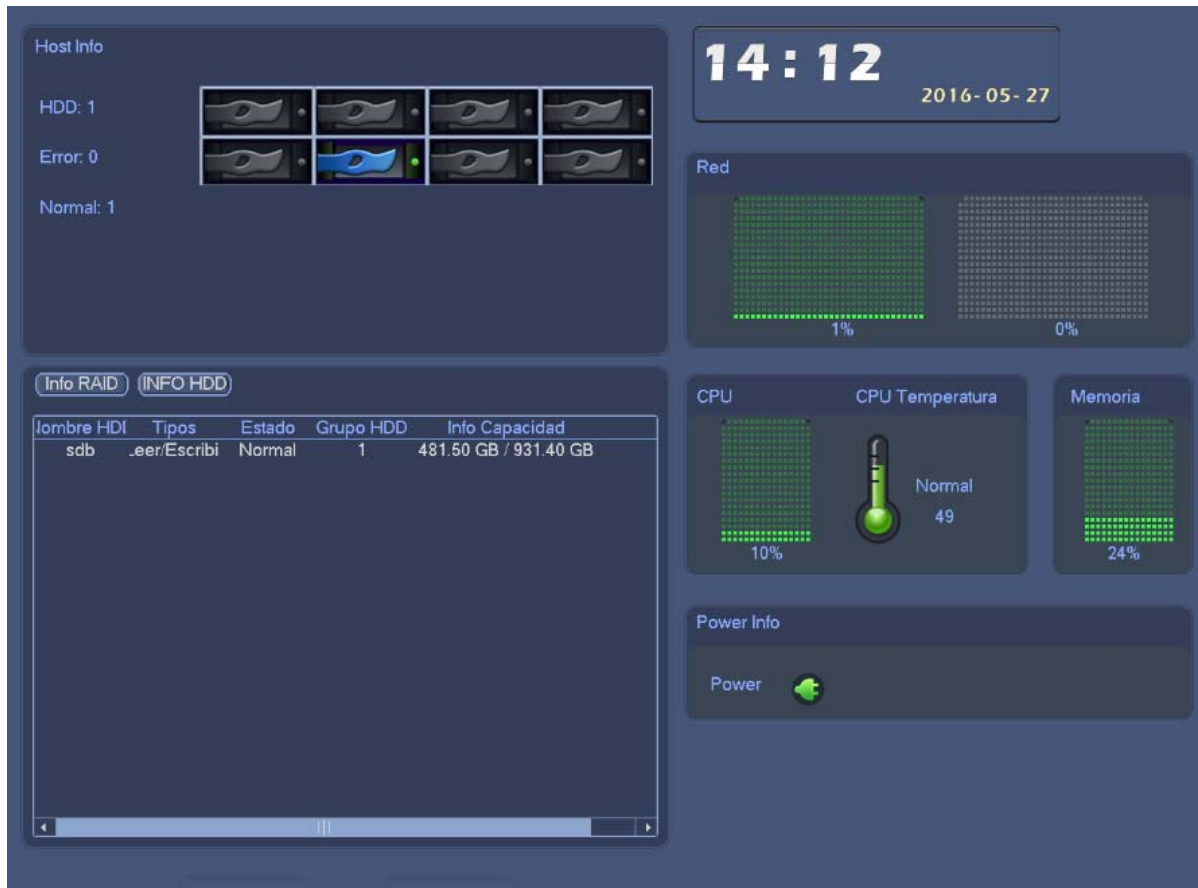 Host Info
HDD: 1
Error: 0
Normal: 1
14:12
2016-05-27
Red
1%
0%
Info RAID
INFO HDD
Tipos
Estado
Grupo HDD
Info Capacidad
sdb
Normal
1
481.50 GB / 931.40 GB
CPU
CPU Temperatura
Normal
49
10%
Memoria
24%
Power Info
Power